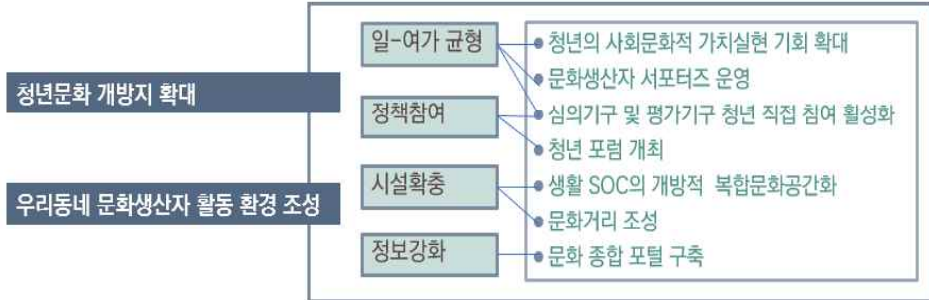 청년문화 개방지 확대
우리동네 문화생산자 활동 환경 조성
일-여가 균형
정책참여
시설확충
정보강화
청년의 사회문화적 가치실현 기회 확대
문화생산자 서포터즈 운영
심의기구 및 평가기구 청년 직접 참여 활성화
청년 포럼 개최
생활 SOC의 개방적 복합문화공간화
문화거리 조성
문화 종합 포털 구축